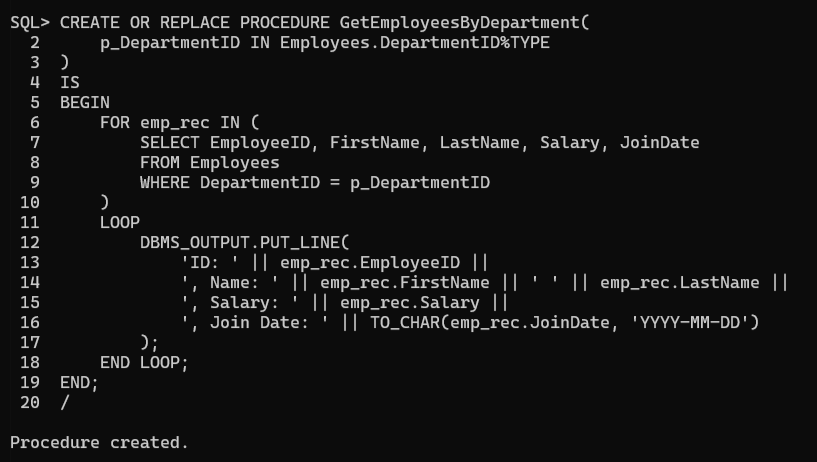 SQL> CREATE OR REPLACE PROCEDURE GetEmployeesByDepartment(
  2      p_DepartmentID IN Employees.DepartmentID%TYPE
  3  )
  4  IS
  5  BEGIN
  6      FOR emp_rec IN (
  7          SELECT EmployeeID, FirstName, LastName, Salary, JoinDate
  8          FROM Employees
  9          WHERE DepartmentID = p_DepartmentID
 10      )
 11      LOOP
 12          DBMS_OUTPUT.PUT_LINE(
 13              'ID: ' || emp_rec.EmployeeID ||
 14              ', Name: ' || emp_rec.FirstName || ' ' || emp_rec.LastName ||
 15              ', Salary: ' || emp_rec.Salary ||
 16              ', Join Date: ' || TO_CHAR(emp_rec.JoinDate, 'YYYY-MM-DD')
 17          );
 18      END LOOP;
 19  END;
 20  /
Procedure created.